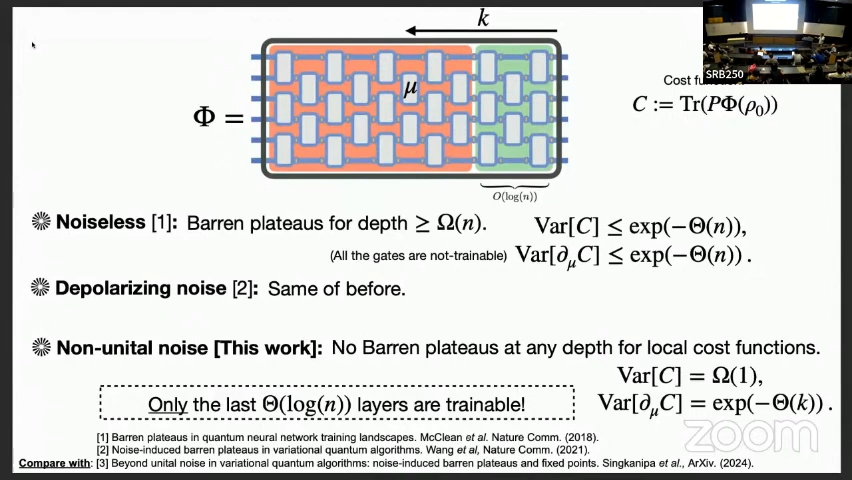 k
SRB250
μ
Φ =
Cost func
C := Tr(PΦ(ρ₀))
O(log(n))
Noiseless [1]: Barren plateaus for depth ≥ Ω(n). Var[C] ≤ exp(−Θ(n)),
(All the gates are not-trainable) Var[∂_μC] ≤ exp(−Θ(n)).
Depolarizing noise [2]: Same of before.
Non-unital noise [This work]: No Barren plateaus at any depth for local cost functions.
Var[C] = Ω(1),
Only the last Θ(log(n)) layers are trainable! Var[∂_μC] = exp(−Θ(k)).
zoom
[1] Barren plateaus in quantum neural network training landscapes. McClean et al. Nature Comm. (2018).
[2] Noise-induced barren plateaus in variational quantum algorithms. Wang et al, Nature Comm. (2021).
Compare with: [3] Beyond unital noise in variational quantum algorithms: noise-induced barren plateaus and fixed points. Singkanipa et al., ArXiv. (2024).